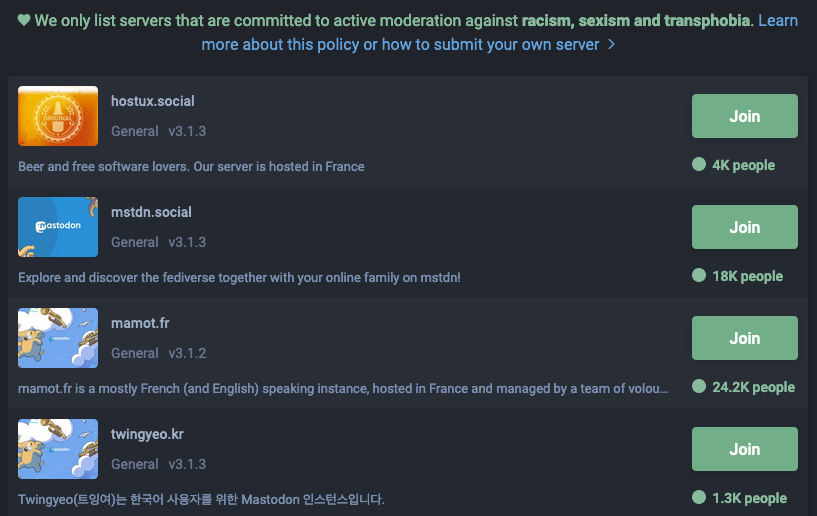 We only list servers that are committed to active moderation against racism, sexism and transphobia. Learn
more about this policy or how to submit your own server
ORIGINAL
hostux.social
General v3.1.3
Join
Beer and free software lovers. Our server is hosted in France
4K people
mastodon
mstdn.social
General v3.1.3
Join
Explore and discover the fediverse together with your online family on mstdn!
18K people
mamot.fr
General v3.1.2
Join
mamot.fr is a mostly French (and English) speaking instance, hosted in France and managed by a team of volou...
24.2K people
twingyeo.kr
General v3.1.3
Join
Twingyeo(트잉여)는 한국어 사용자를 위한 Mastodon 인스턴스입니다.
1.3K people